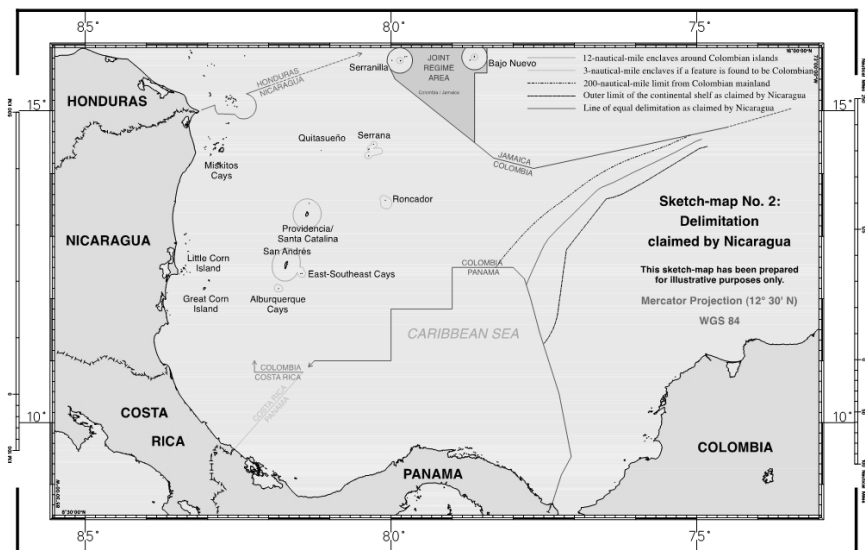 85°
80°
75°
Serranilla
JOINT
REGIME
AREA
Colombia / Jamaica
Bajo Nuevo
12-nautical-mile enclaves around Colombian islands
3-nautical-mile enclaves if a feature is found to be Colombian
200-nautical-mile limit from Colombian mainland
Outer limit of the continental shelf as claimed by Nicaragua
Line of equal delimitation as claimed by Nicaragua
HONDURAS
NICARAGUA
HONDURAS
15°
15°
Quitasueño
Serrana
Miskitos
Cays
JAMAICA
COLOMBIA
Roncador
Sketch-map No. 2:
Delimitation
claimed by Nicaragua
Providencia/
Santa Catalina
NICARAGUA
San Andrés
Little Corn
Island
East-Southeast Cays
COLOMBIA
PANAMA
This sketch-map has been prepared
for illustrative purposes only.
Great Corn
Island
Alburquerque
Cays
Mercator Projection (12° 30' N)
WGS 84
CARIBBEAN SEA
COLOMBIA
COSTA RICA
COSTA RICA
PANAMA
10°
10°
COSTA
RICA
PANAMA
COLOMBIA
85°
80°
75°